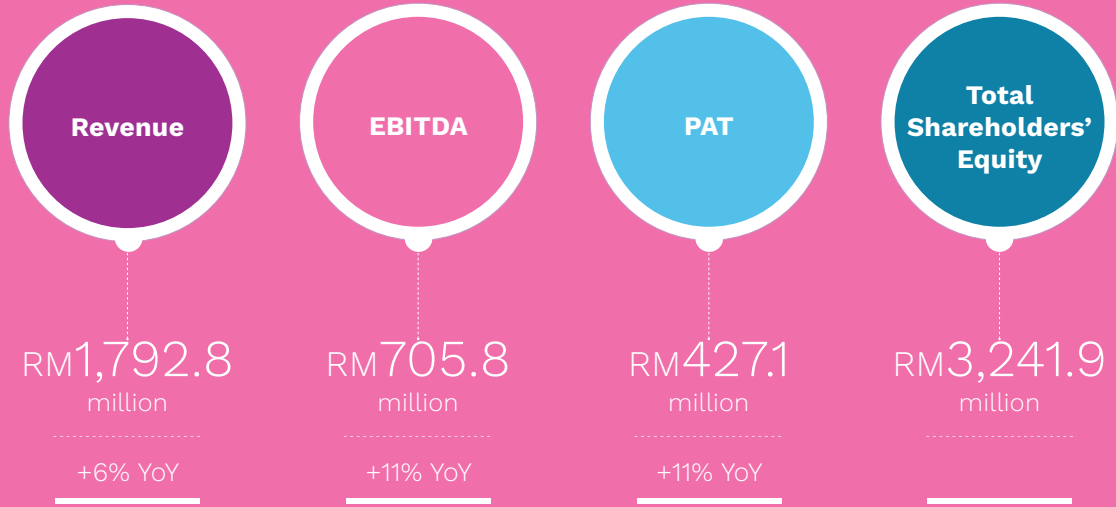 Revenue
RM1,792.8
million
+6% YoY
EBITDA
RM705.8
million
+11% YoY
PAT
RM427.1
million
+11% YoY
Total
Shareholders’
Equity
RM3,241.9
million